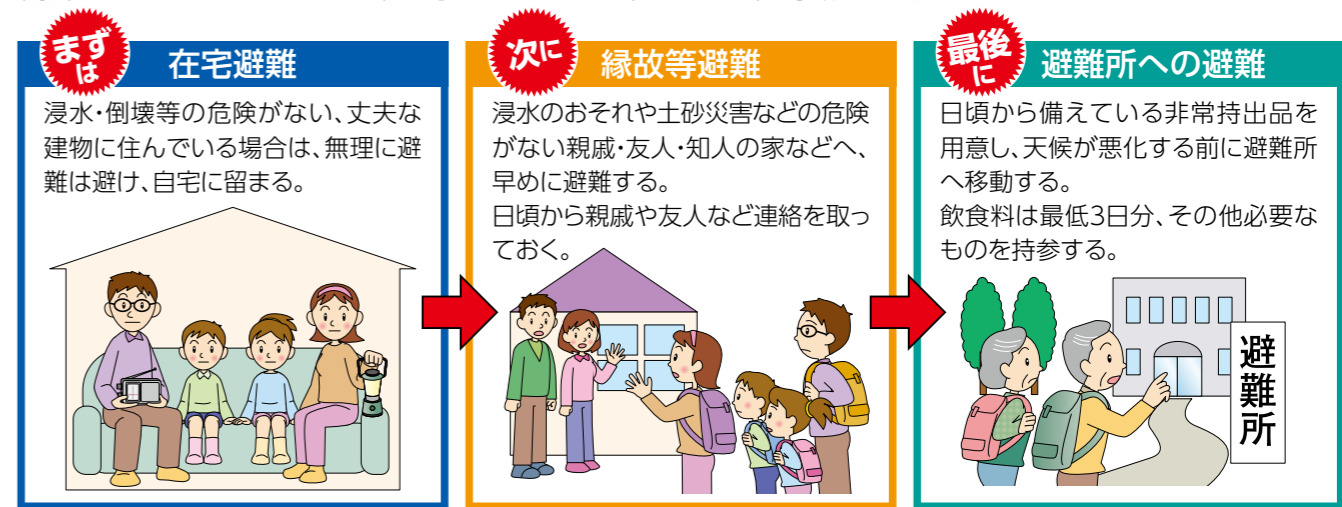 まずは
在宅避難
浸水・倒壊等の危険がない、丈夫な
建物に住んでいる場合は、無理に避
難は避け、自宅に留まる。
次に
縁故等避難
浸水のおそれや土砂災害などの危険
がない親戚・友人・知人の家などへ、
早めに避難する。
日頃から親戚や友人など連絡を取っ
ておく。
最後に
避難所への避難
日頃から備えている非常持出品を
用意し、天候が悪化する前に避難所
へ移動する。
飲食料は最低3日分、その他必要な
ものを持参する。
避難所